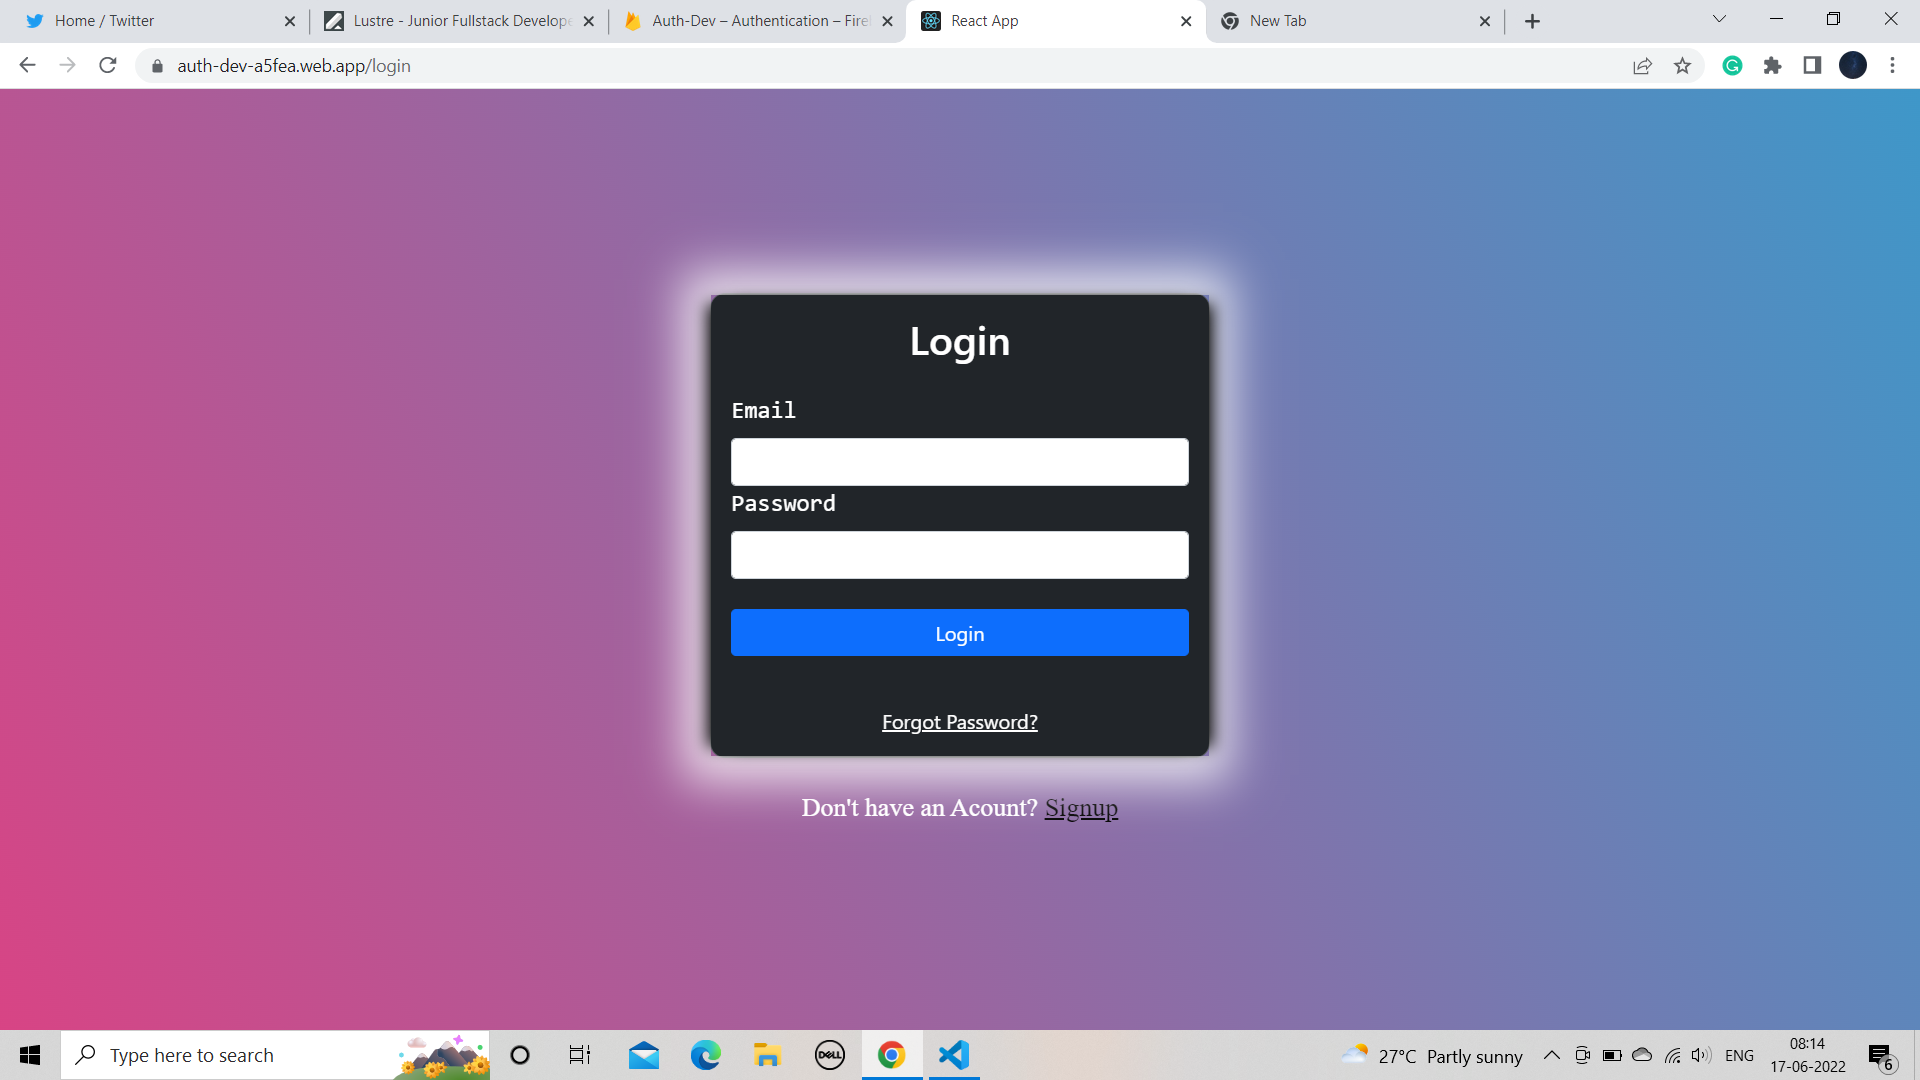 Home / Twitter
Lustre - Junior Fullstack Develope
Auth-Dev – Authentication – Fire
React App
New Tab
auth-dev-a5fea.web.app/login
Login
Email
Password
Login
Forgot Password?
Don't have an Acount? Signup
Type here to search
DELL
27°C Partly sunny
ENG
08:14
17-06-2022
6